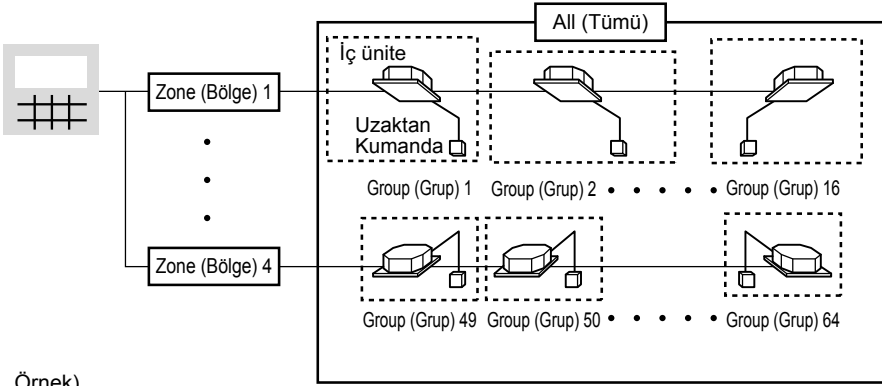 All (Tümü)
İç ünite
Zone (Bölge) 1
Uzaktan
Kumanda
Group (Grup) 1 Group (Grup) 2 • • • • • Group (Grup) 16
Zone (Bölge) 4
Group (Grup) 49 Group (Grup) 50 • • • • • Group (Grup) 64
Örnek)